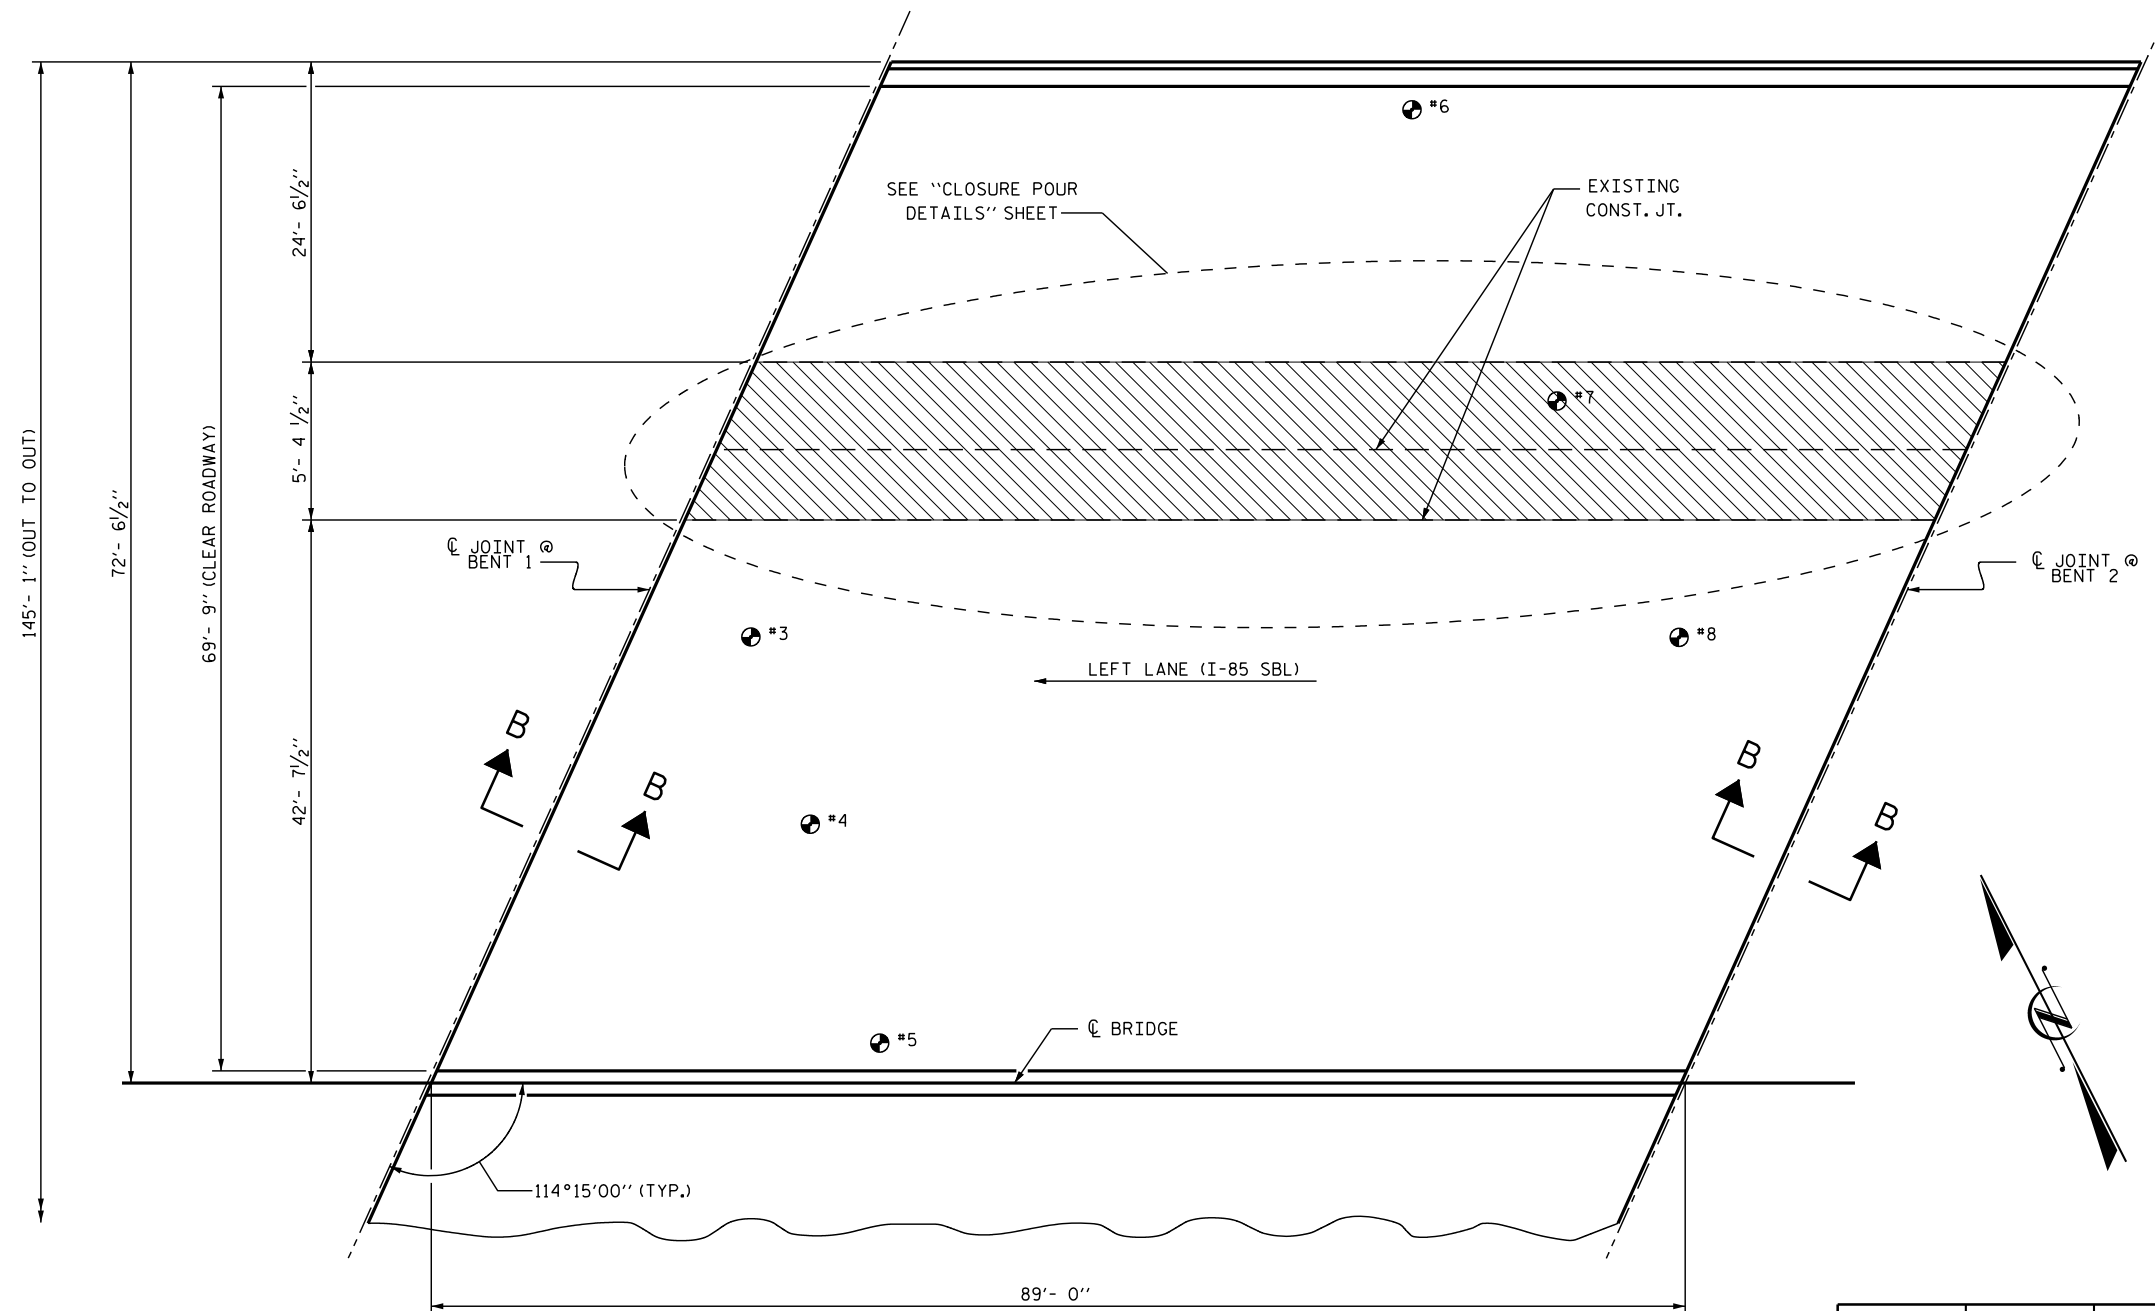 #6
SEE ‘‘CLOSURE POUR
DETAILS’’ SHEET
EXISTING
CONST. JT.
24’- 6½’’
#7
5’- 4 ½’’
145’- 1’’ (OUT TO OUT)
72’- 6½’’
69’- 9’’ (CLEAR ROADWAY)
℄ JOINT @
BENT 1
℄ JOINT @
BENT 2
#3
#8
LEFT LANE (I-85 SBL)
B
B
B
B
42’- 7½’’
#4
#5
℄ BRIDGE
N
114°15’00’’ (TYP.)
89’- 0’’